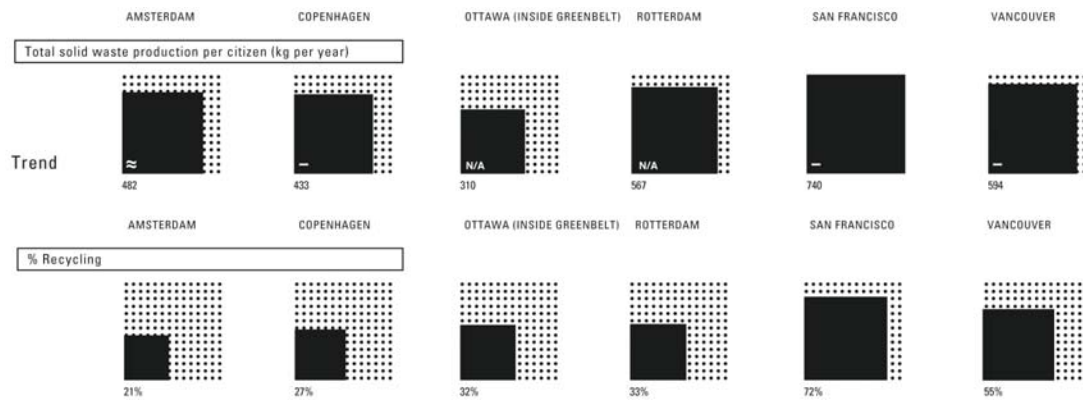 AMSTERDAM COPENHAGEN OTTAWA (INSIDE GREENBELT) ROTTERDAM SAN FRANCISCO VANCOUVER
Total solid waste production per citizen (kg per year)
Trend ≈ – N/A N/A – –
482 433 310 567 740 594
AMSTERDAM COPENHAGEN OTTAWA (INSIDE GREENBELT) ROTTERDAM SAN FRANCISCO VANCOUVER
% Recycling
21% 27% 32% 33% 72% 55%